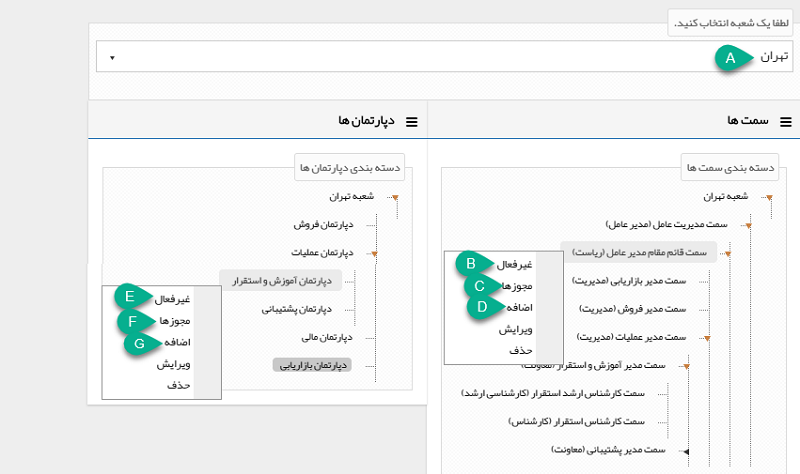 لطفا یک شعبه انتخاب کنید.
تهران
A
سمت ها
دسته بندی سمت ها
شعبه تهران
سمت مدیریت عامل (مدیر عامل)
سمت قائم مقام مدیر عامل (ریاست)
سمت مدیر بازاریابی (مدیریت)
سمت مدیر فروش (مدیریت)
سمت مدیر عملیات (مدیریت)
سمت مدیر آموزش و استقرار (معاونت)
سمت کارشناس ارشد استقرار (کارشناسی ارشد)
سمت کارشناس استقرار (کارشناس)
سمت مدیر پشتیبانی (معاونت)
غیرفعال B
مجوزها C
اضافه D
ویرایش
حذف
دپارتمان ها
دسته بندی دپارتمان ها
شعبه تهران
دپارتمان فروش
دپارتمان عملیات
دپارتمان آموزش و استقرار
دپارتمان پشتیبانی
دپارتمان مالی
دپارتمان بازاریابی
غیرفعال E
مجوزها F
اضافه G
ویرایش
حذف